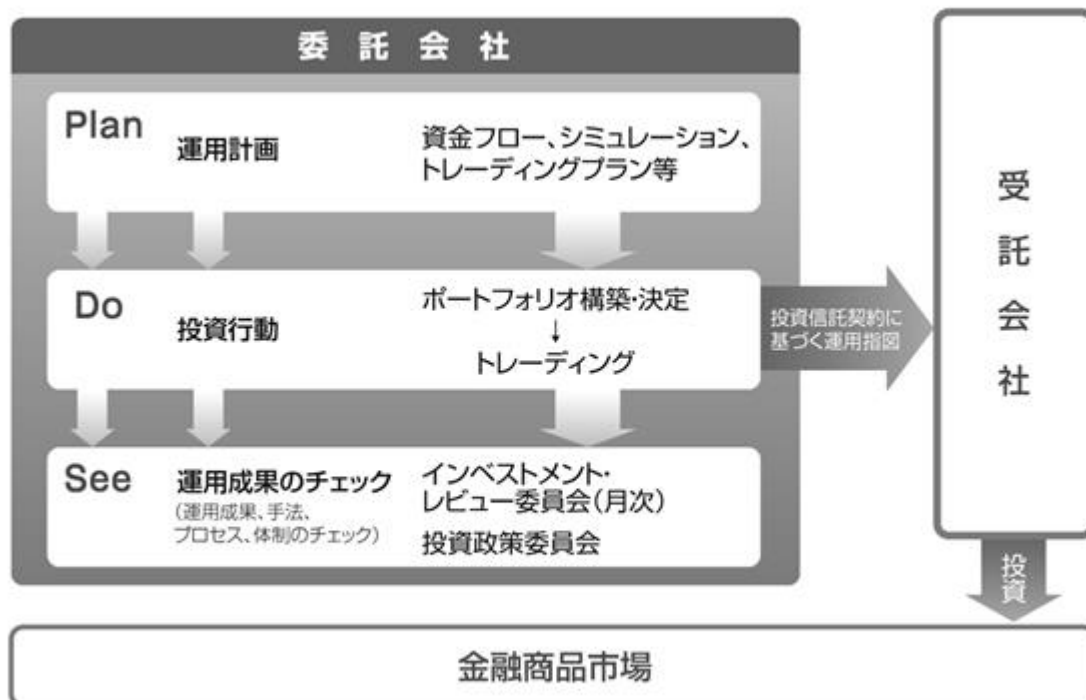 委託会社
Plan
運用計画
資金フロー、シミュレーション、
トレーディングプラン等
Do
投資行動
ポートフォリオ構築・決定
↓
トレーディング
See
運用成果のチェック
(運用成果、手法、
プロセス、体制のチェック)
インベストメント・
レビュー委員会(月次)
投資政策委員会
投資信託契約に
基づく運用指図
受託会社
投資
金融商品市場